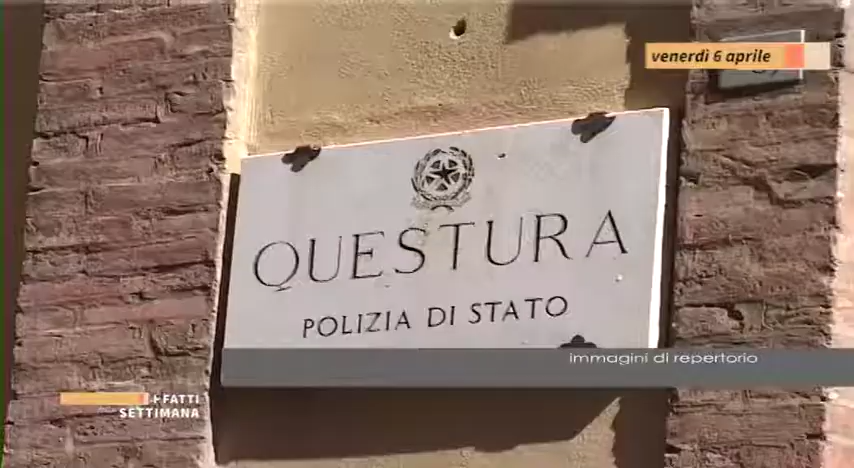 venerdì 6 aprile
QUESTURA
POLIZIA DI STATO
immagini di repertorio
+FATTI
SETTIMANA